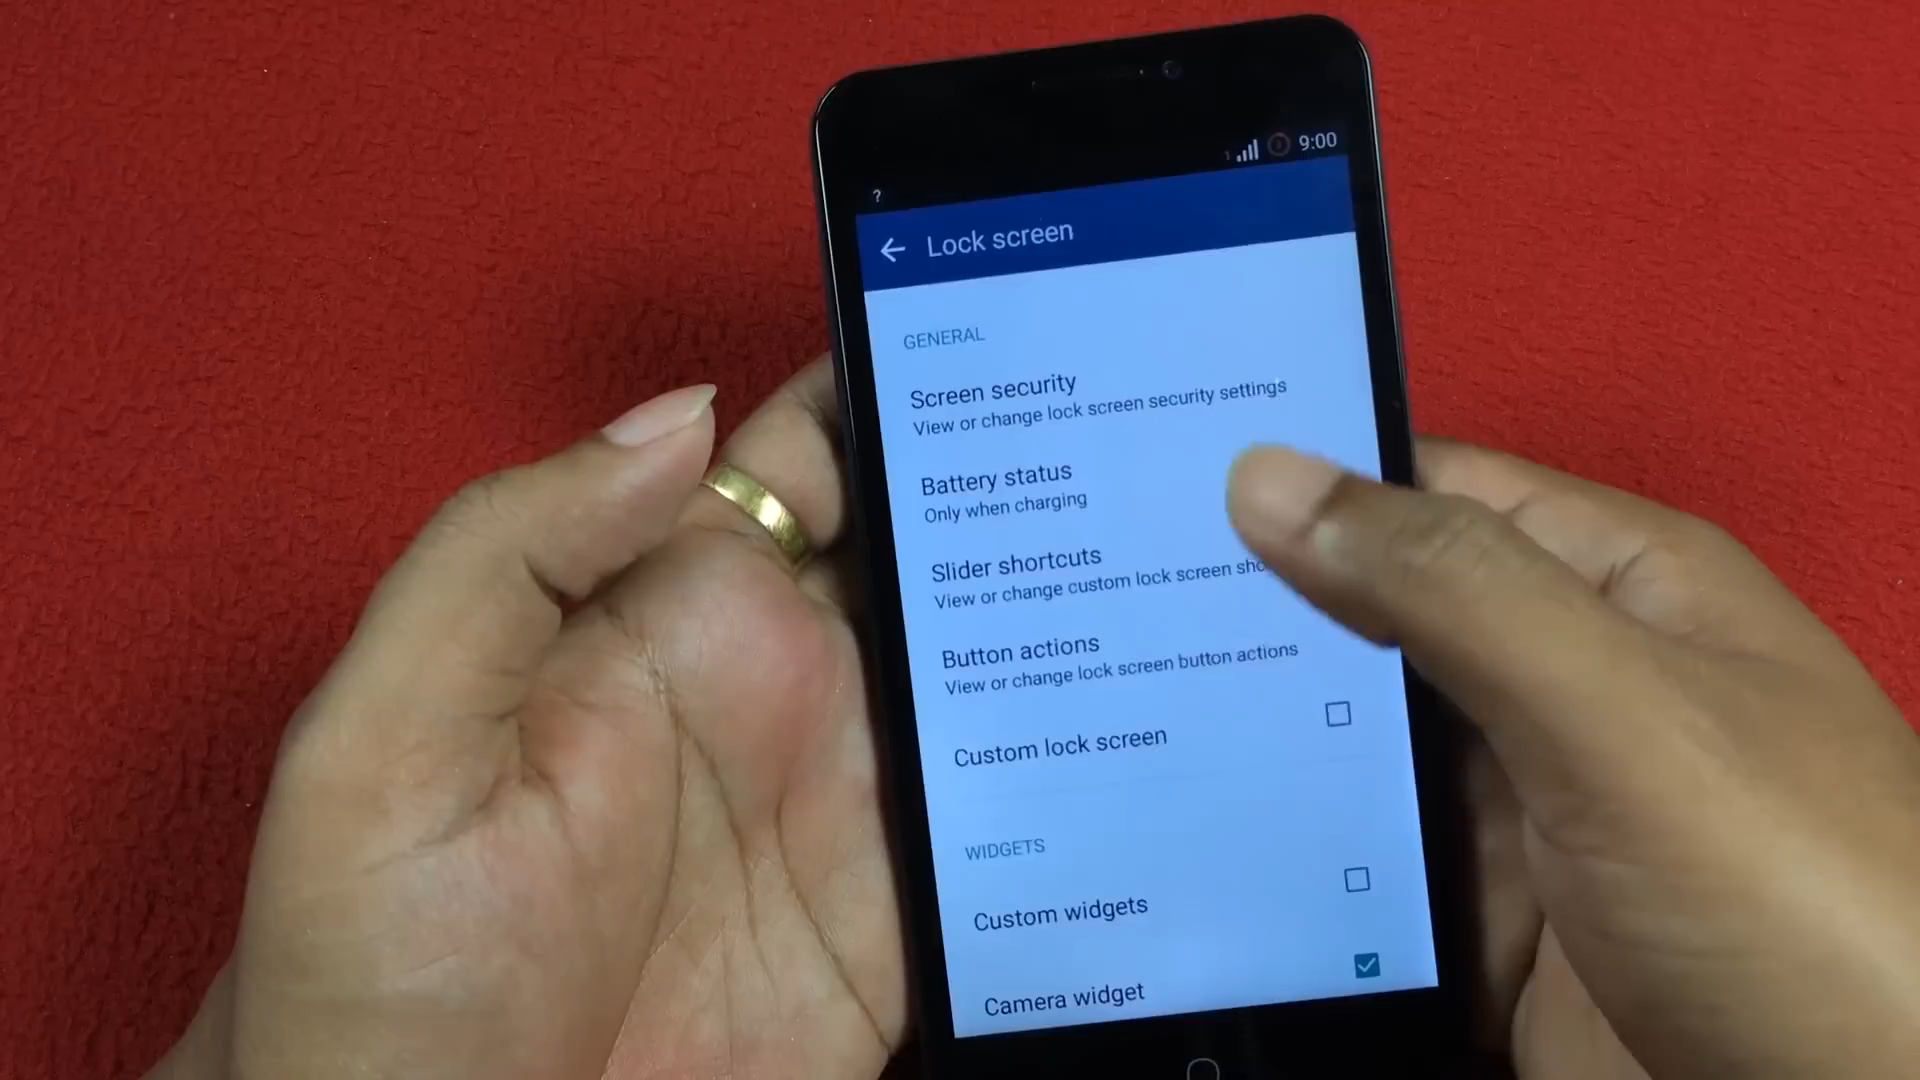 9:00
?
Lock screen
GENERAL
Screen security
View or change lock screen security settings
Battery status
Only when charging
Slider shortcuts
View or change custom lock screen
Button actions
View or change lock screen button actions
Custom lock screen
WIDGETS
Custom widgets
Camera widget